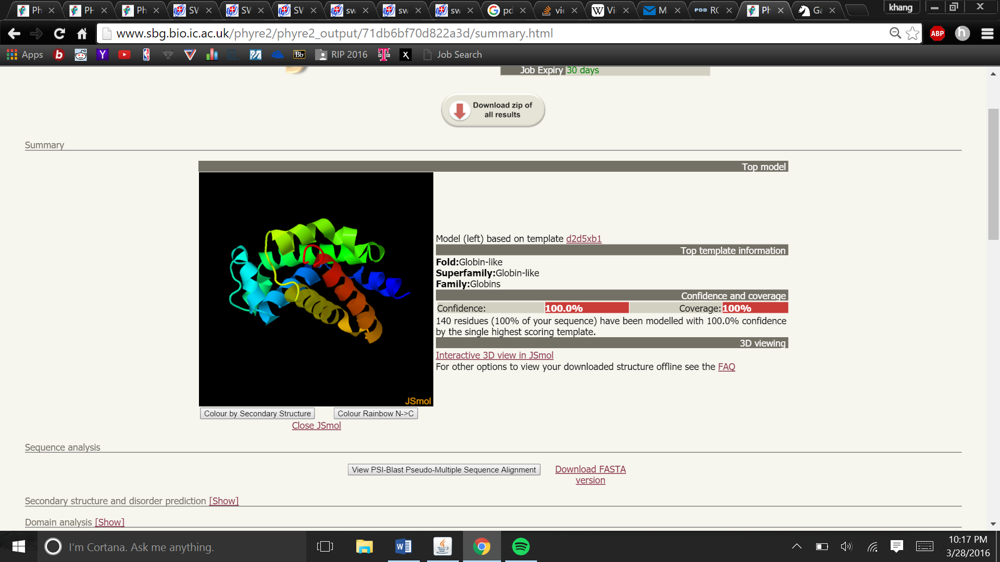 Ph PH Ph SV SV SV sw sw sw pd vie Vi M RC Ph Ga khang
www.sbg.bio.ic.ac.uk/phyre2/phyre2_output/71db6bf70d822a3d/summary.html
ABP h
Apps b Y Bb RIP 2016 T X Job Search
Job Expiry 30 days
Download zip of
all results
Summary
Top model
Model (left) based on template d2d5xb1
Top template information
Fold:Globin-like
Superfamily:Globin-like
Family:Globins
Confidence and coverage
Confidence: 100.0% Coverage: 100%
140 residues (100% of your sequence) have been modelled with 100.0% confidence
by the single highest scoring template.
3D viewing
Interactive 3D view in JSmol
For other options to view your downloaded structure offline see the FAQ
JSmol
Colour by Secondary Structure Colour Rainbow N->C
Close JSmol
Sequence analysis
View PSI-Blast Pseudo-Multiple Sequence Alignment Download FASTA
version
Secondary structure and disorder prediction [Show]
Domain analysis [Show]
I'm Cortana. Ask me anything.
10:17 PM
3/28/2016